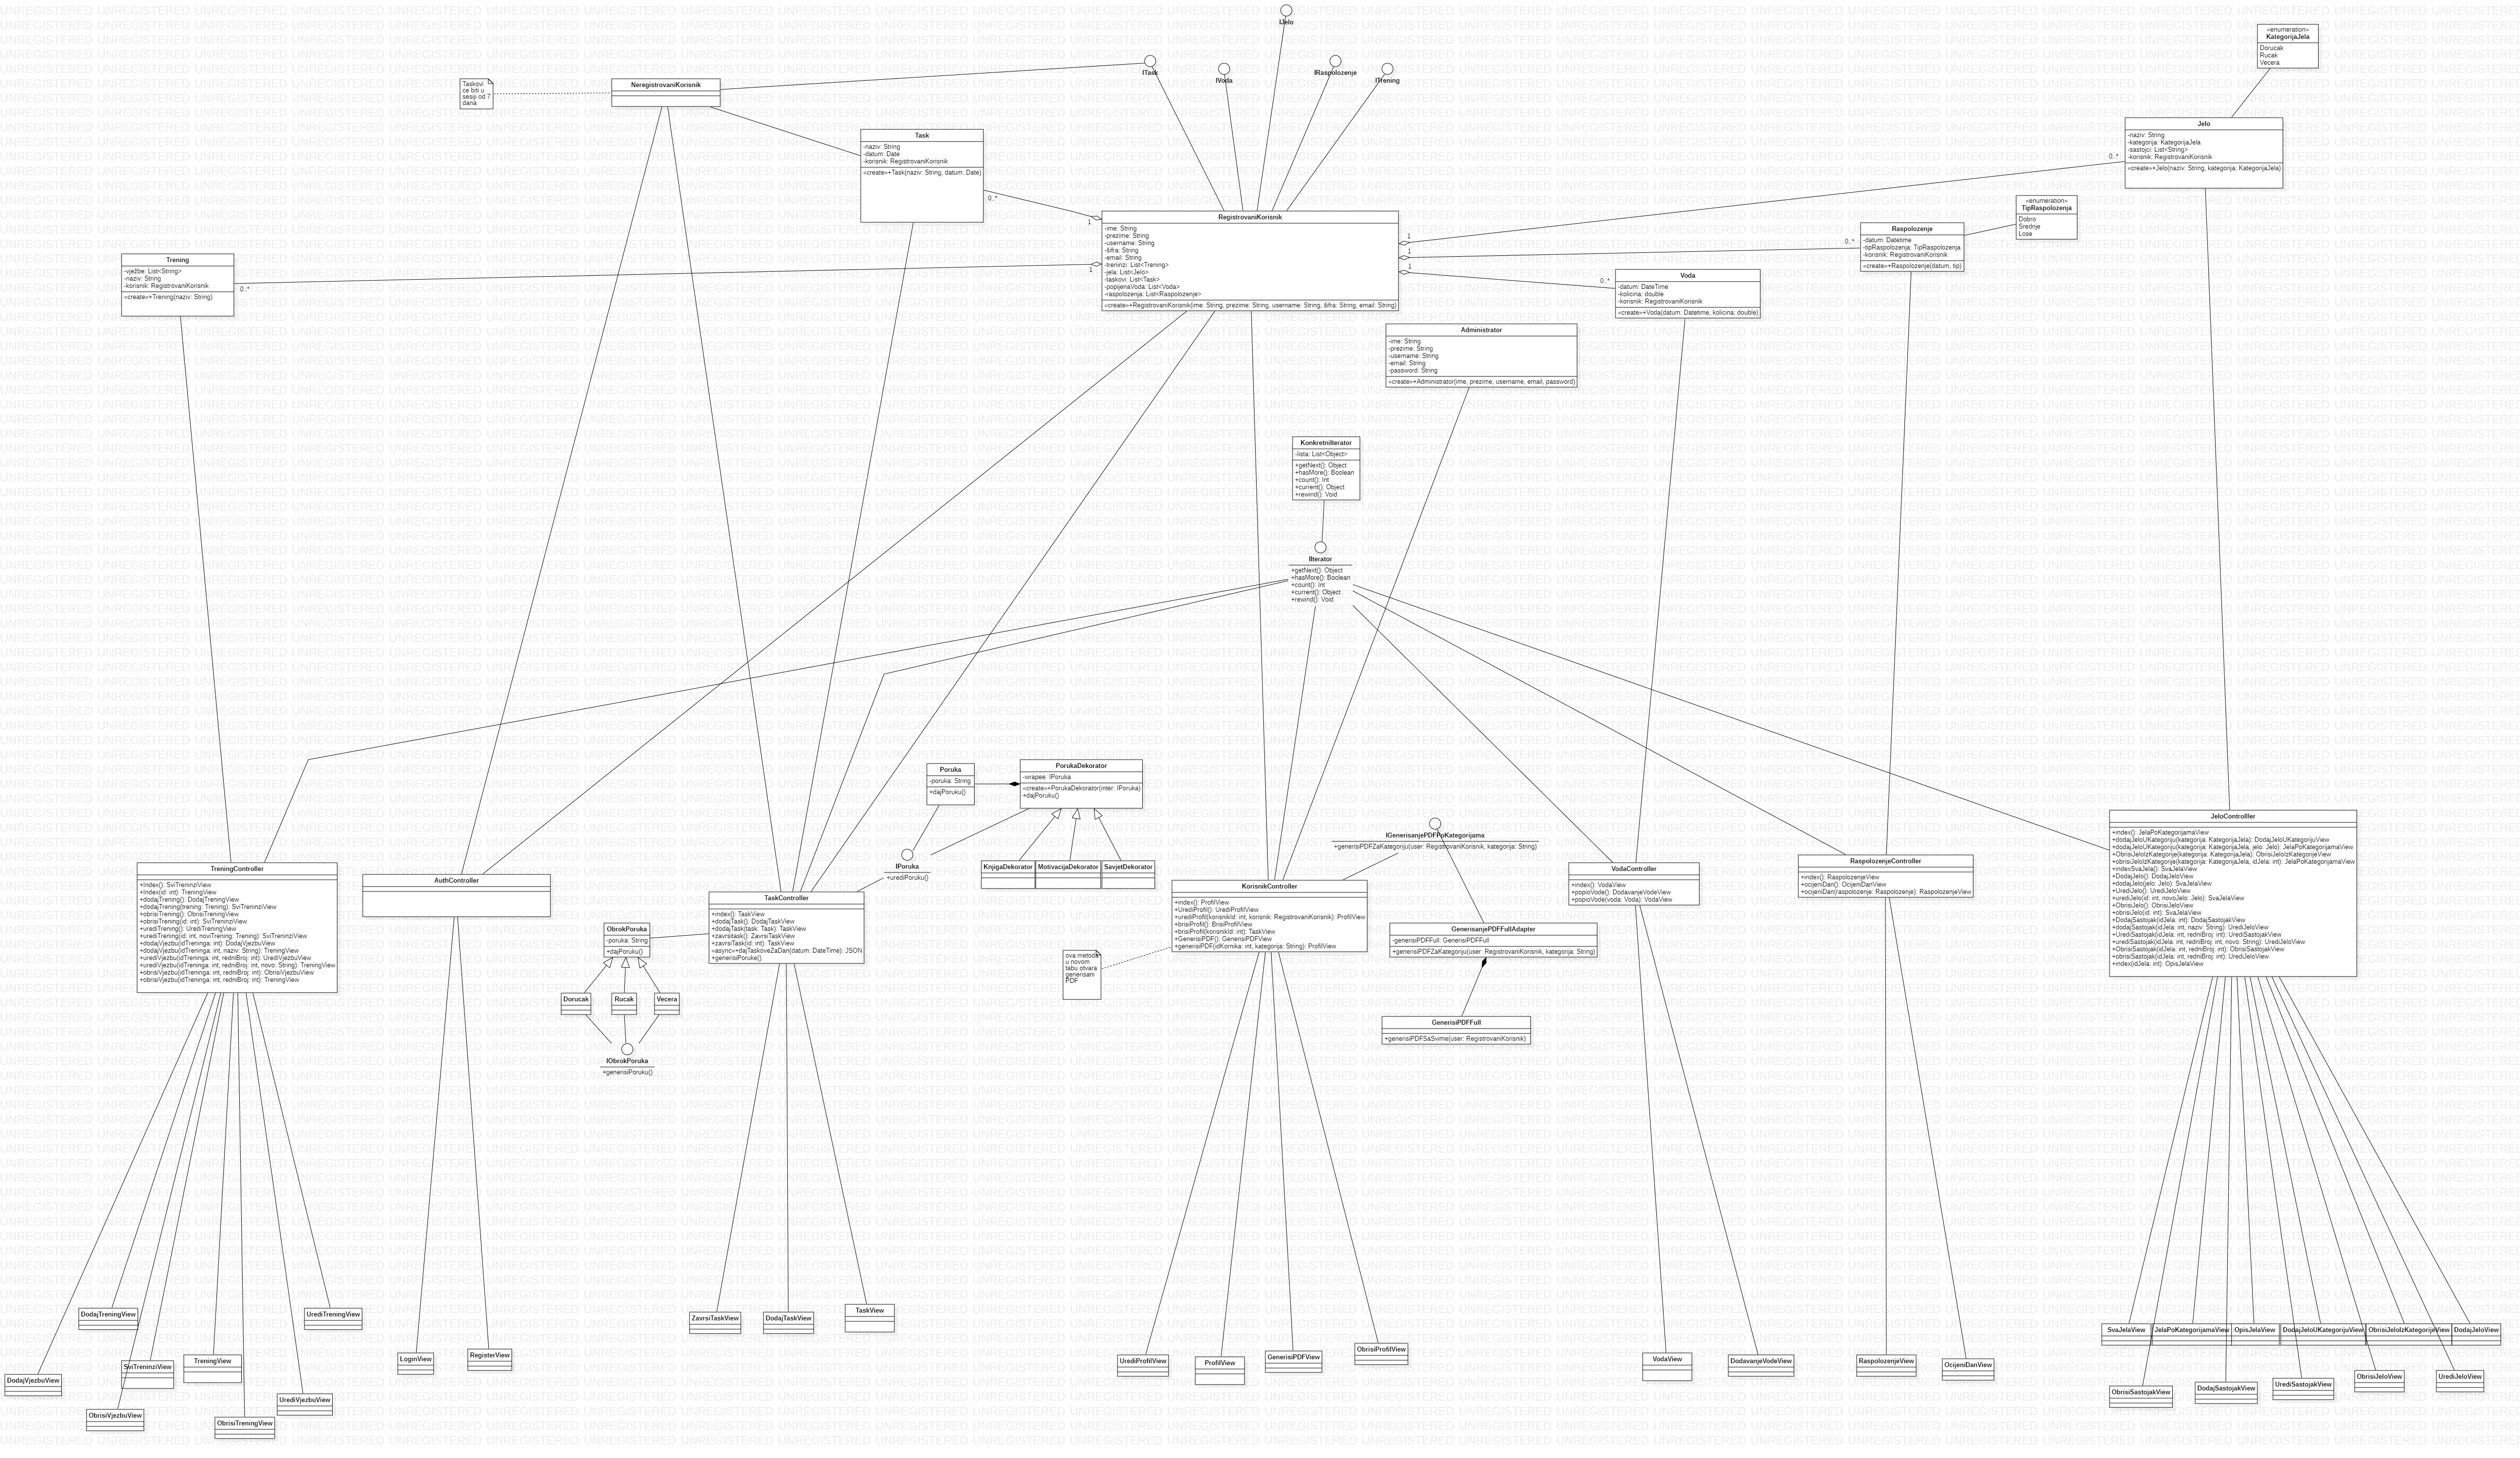 IJelo
ITask
IVoda
IRaspolozenje
ITrening
«enumeration»
KategorijaJela
Dorucak
Rucak
Vecera
Taskovi
ce biti u
sesiji od 7
dana
NeregistrovaniKorisnik
Task
-naziv: String
-datum: Date
-korisnik: RegistrovaniKorisnik
«create»+Task(naziv: String, datum: Date)
0..*
1
Jelo
-naziv: String
-kategorija: KategorijaJela
-sastojci: List<String>
-korisnik: RegistrovaniKorisnik
«create»+Jelo(naziv: String, kategorija: KategorijaJela)
0..*
1
«enumeration»
TipRaspolozenja
Dobro
Srednje
Lose
RegistrovaniKorisnik
-ime: String
-prezime: String
-username: String
-šifra: String
-email: String
-treninzi: List<Trening>
-jela: List<Jelo>
-taskovi: List<Task>
-popijenaVoda: List<Voda>
-raspolozenja: List<Raspolozenje>
«create»+RegistrovaniKorisnik(ime: String, prezime: String, username: String, šifra: String, email: String)
Raspolozenje
-datum: Datetime
-tipRaspolozenja: TipRaspolozenja
-korisnik: RegistrovaniKorisnik
«create»+Raspolozenje(datum, tip)
0..*
1
Trening
-vježbe: List<String>
-naziv: String
-korisnik: RegistrovaniKorisnik
«create»+Trening(naziv: String)
0..*
1
Voda
-datum: DateTime
-kolicina: double
-korisnik: RegistrovaniKorisnik
«create»+Voda(datum: Datetime, kolicina: double)
0..*
1
Administrator
-ime: String
-prezime: String
-username: String
-email: String
-password: String
«create»+Administrator(ime, prezime, username, email, password)
KonkretniIterator
-lista: List<Object>
+getNext(): Object
+hasMore(): Boolean
+count(): Int
+current(): Object
+rewind(): Void
IIterator
+getNext(): Object
+hasMore(): Boolean
+count(): Int
+current(): Object
+rewind(): Void
Poruka
-poruka: String
+dajPoruku()
PorukaDekorator
-wrapee: IPoruka
«create»+PorukaDekorator(inter: IPoruka)
+dajPoruku()
IPoruka
+urediPoruku()
KnjigaDekorator
MotivacijaDekorator
SavjetDekorator
IGenerisanjePDFPoKategorijama
+generisiPDFZaKategoriju(user: RegistrovaniKorisnik, kategorija: String)
TreningController
+Index(): SviTreninziView
+Index(id: int): TreningView
+dodajTrening(): DodajTreningView
+dodajTrening(trening: Trening): SviTreninziView
+obrisiTrening(): ObrisiTreningView
+obrisiTrening(id: int): SviTreninziView
+urediTrening(): UrediTreningView
+urediTrening(id: int, noviTrening: Trening): SviTreninziView
+dodajVjezbu(idTreninga: int): DodajVjezbuView
+dodajVjezbu(idTreninga: int, naziv: String): TreningView
+urediVjezbu(idTreninga: int, redniBroj: int): UrediVjezbuView
+urediVjezbu(idTreninga: int, redniBroj: int, novo: String): TreningView
+obrisiVjezbu(idTreninga: int, redniBroj: int): ObrisiVjezbuView
+obrisiVjezbu(idTreninga: int, redniBroj: int): TreningView
AuthController
TaskController
+index(): TaskView
+dodajTask(): DodajTaskView
+dodajTask(task: Task): TaskView
+zavrsitask(): ZavrsiTaskView
+zavrsiTask(id: int): TaskView
~async+dajTaskoveZaDan(datum: DateTime): JSON
+generisiPoruke()
ObrokPoruka
-poruka: String
+dajPoruku()
Dorucak
Rucak
Vecera
IObrokPoruka
+generisiPoruku()
KorisnikController
+index(): ProfilView
+UrediProfil(): UrediProfilView
+urediProfil(korisnikId: int, korisnik: RegistrovaniKorisnik): ProfilView
+brisProfil(): BrisiProfilView
+brisiProfil(korisnikId: int): TaskView
+GenerisiPDF(): GenerisiPDFView
+generisiPDF(idKornika: int, kategorija: String): ProfilView
ova metoda
u novom
tabu otvara
generisani
PDF
GenerisanjePDFFullAdapter
-generisiPDFFull: GenerisiPDFFull
+generisiPDFZaKategoriju(user: RegistrovaniKorisnik, kategorija: String)
GenerisiPDFFull
+generisiPDFSaSvime(user: RegistrovaniKorisnik)
VodaController
+index(): VodaView
+popioVode(): DodavanjeVodeView
+popioVode(voda: Voda): VodaView
RaspolozenjeController
+index(): RaspolozenjeView
+ocijeniDan(): OcijeniDanView
+ocijeniDan(raspolozenje: Raspolozenje): RaspolozenjeView
JeloControlller
+index(): JelaPoKategorijamaView
+dodajJeloUKategoriju(kategorija: KategorijaJela): DodajJeloUKategorijuView
+dodajJeloUKategoriju(kategorija: KategorijaJela, jelo: Jelo): JelaPoKategorijamaView
+ObrisiJeloIzKategorije(kategorija: KategorijaJela): ObrisiJeloIzKategorijeView
+obrisiJeloIzKategorije(kategorija: KategorijaJela, idJela: int): JelaPoKategorijamaView
+indexSvaJela(): SvaJelaView
+DodajJelo(): DodajJeloView
+dodajJelo(jelo: Jelo): SvaJelaView
+UrediJelo(): UrediJeloView
+urediJelo(id: int, novoJelo: Jelo): SvaJelaView
+ObrisiJelo(): ObrisiJeloView
+obrisiJelo(id: int): SvaJelaView
+DodajSastojak(idJela: int): DodajSastojakView
+dodajSastojak(idJela: int, naziv: String): UrediJeloView
+UrediSastojak(idJela: int, redniBroj: int): UrediSastojakView
+urediSastojak(idJela: int, redniBroj int, novo: String): UrediJeloView
+ObrisiSastojak(idJela: int, redniBroj: int): ObrisiSastojakView
+obrisiSastojak(idJela: int, redniBroj: int): UrediJeloView
+index(idJela: int): OpisJelaView
DodajTreningView
UrediTreningView
SviTreninziView
TreningView
DodajVjezbuView
UrediVjezbuView
ObrisiVjezbuView
ObrisiTreningView
LoginView
RegisterView
ZavrsiTaskView
DodajTaskView
TaskView
UrediProfilView
ProfilView
GenerisiPDFView
ObrisiProfilView
VodaView
DodavanjeVodeView
RaspolozenjeView
OcijeniDanView
SvaJelaView
JelaPoKategorijamaView
OpisJelaView
DodajJeloUKategorijuView
ObrisiJeloIzKategorijeView
DodajJeloView
ObrisiSastojakView
DodajSastojakView
UrediSastojakView
ObrisiJeloView
UrediJeloView